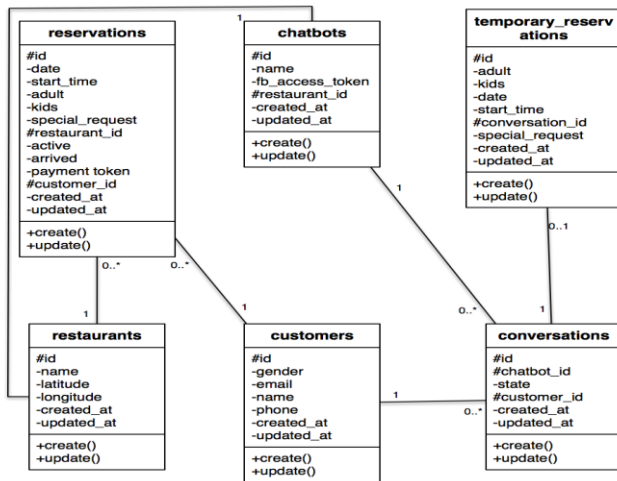 1
reservations
#id
-date
-start_time
-adult
-kids
-special_request
#restaurant_id
-active
-arrived
-payment token
#customer_id
-created_at
-updated_at
+create()
+update()
chatbots
#id
-name
-fb_access_token
#restaurant_id
-created_at
-updated_at
+create()
+update()
temporary_reserv
ations
#id
-adult
-kids
-date
-start_time
#conversation_id
-special_request
-created_at
-updated_at
+create()
+update()
1
0..1
0..*
0..*
1
1
0..*
1
restaurants
#id
-name
-latitude
-longitude
-created_at
-updated_at
+create()
+update()
1
customers
#id
-gender
-email
-name
-phone
-created_at
-updated_at
+create()
+update()
1
0..*
conversations
#id
#chatbot_id
-state
#customer_id
-created_at
-updated_at
+create()
+update()